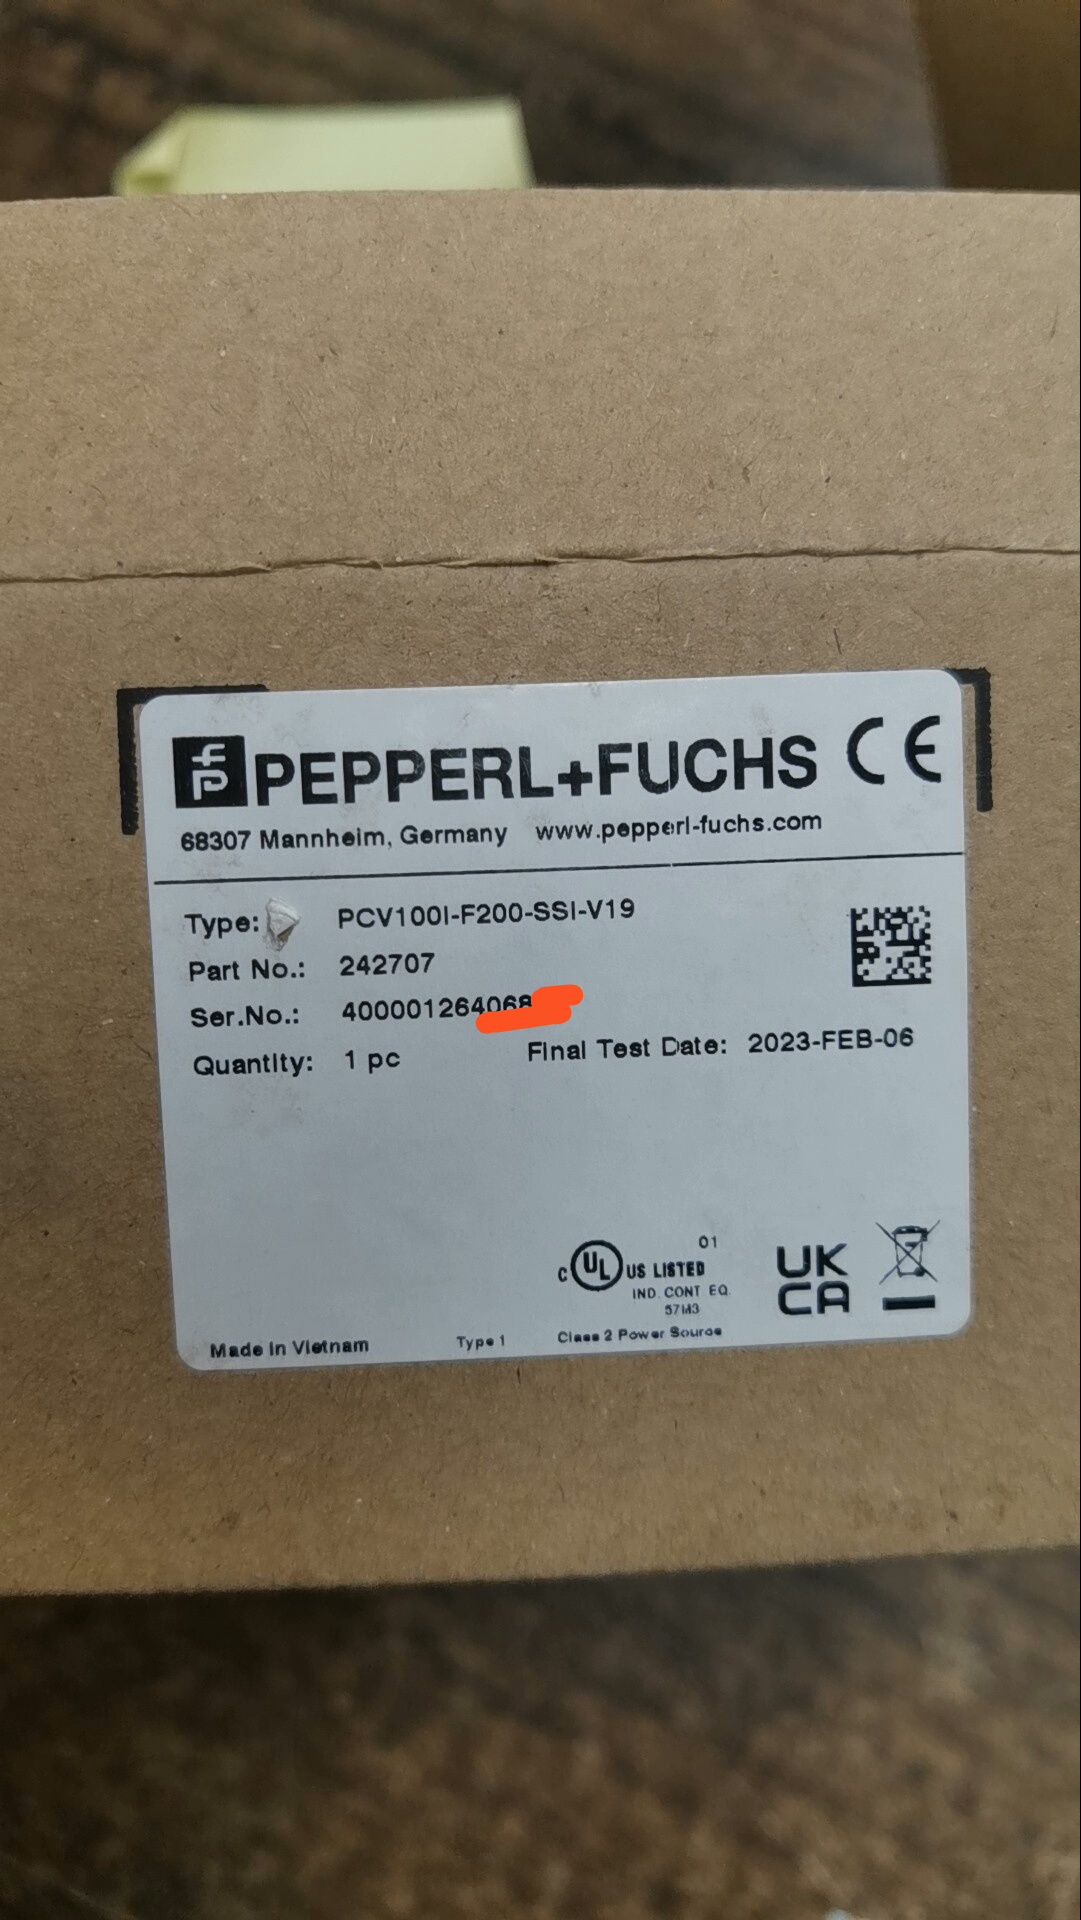 PEPPERL+FUCHS CE
68307 Mannheim, Germany www.pepperl-fuchs.com
Type: PCV100I-F200-SSI-V19
Part No.: 242707
Ser.No.:
Quantity: 1 pc Final Test Date: 2023-FEB-06
01
C UL US LISTED
IND. CONT EQ
57M3
UK
CA
Made in Vietnam Type 1 Class 2 Power Source